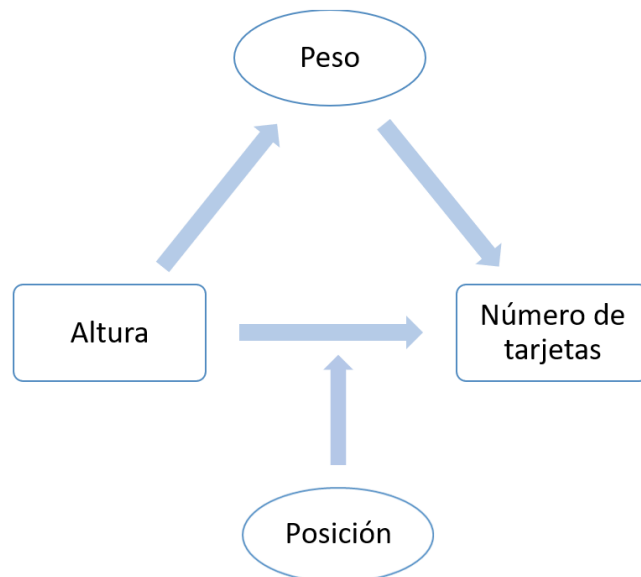 Peso
Altura
Número de
tarjetas
Posición